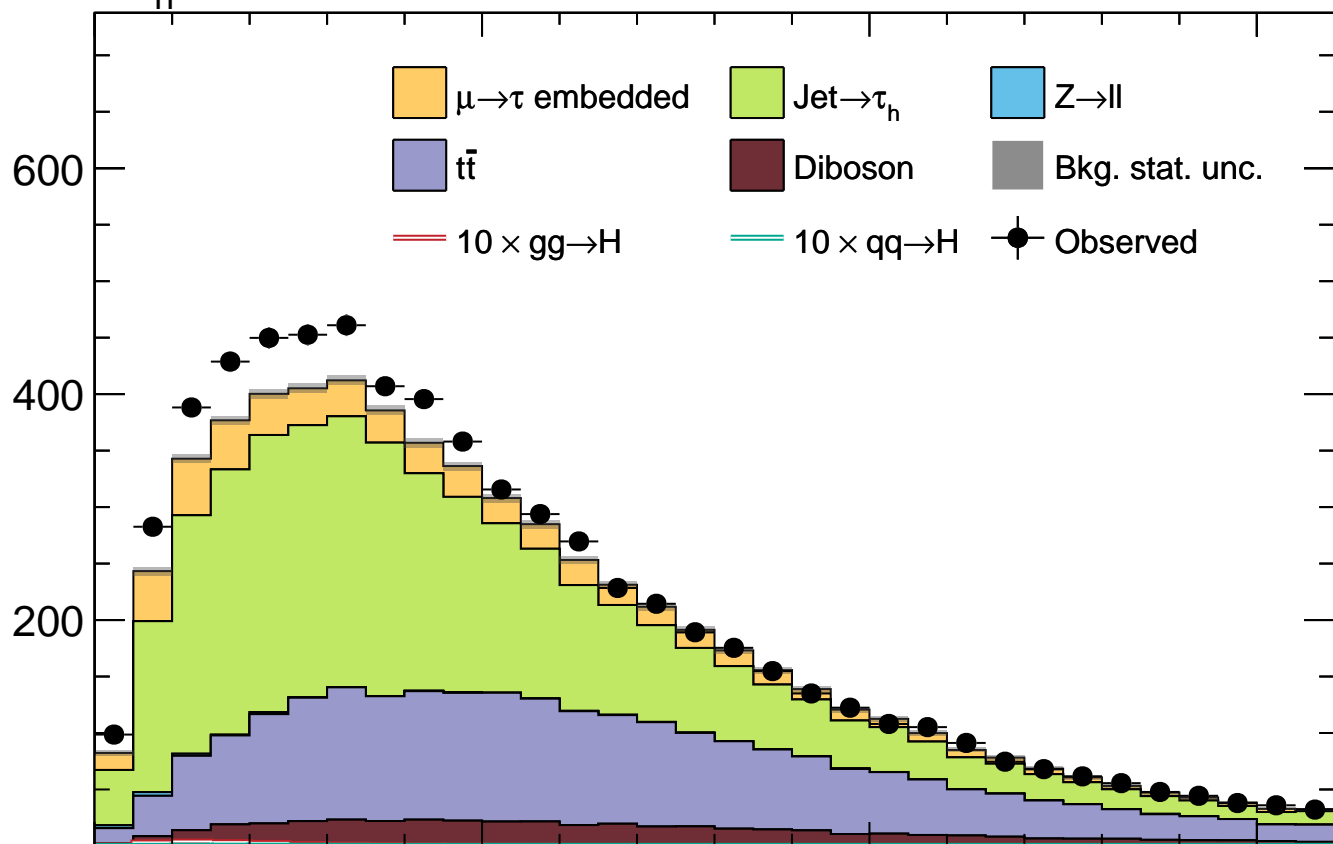 μ→τ embedded Jet→τₕ Z→ll
600 tt̄ Diboson Bkg. stat. unc.
10 × gg→H 10 × qq→H Observed
400
200